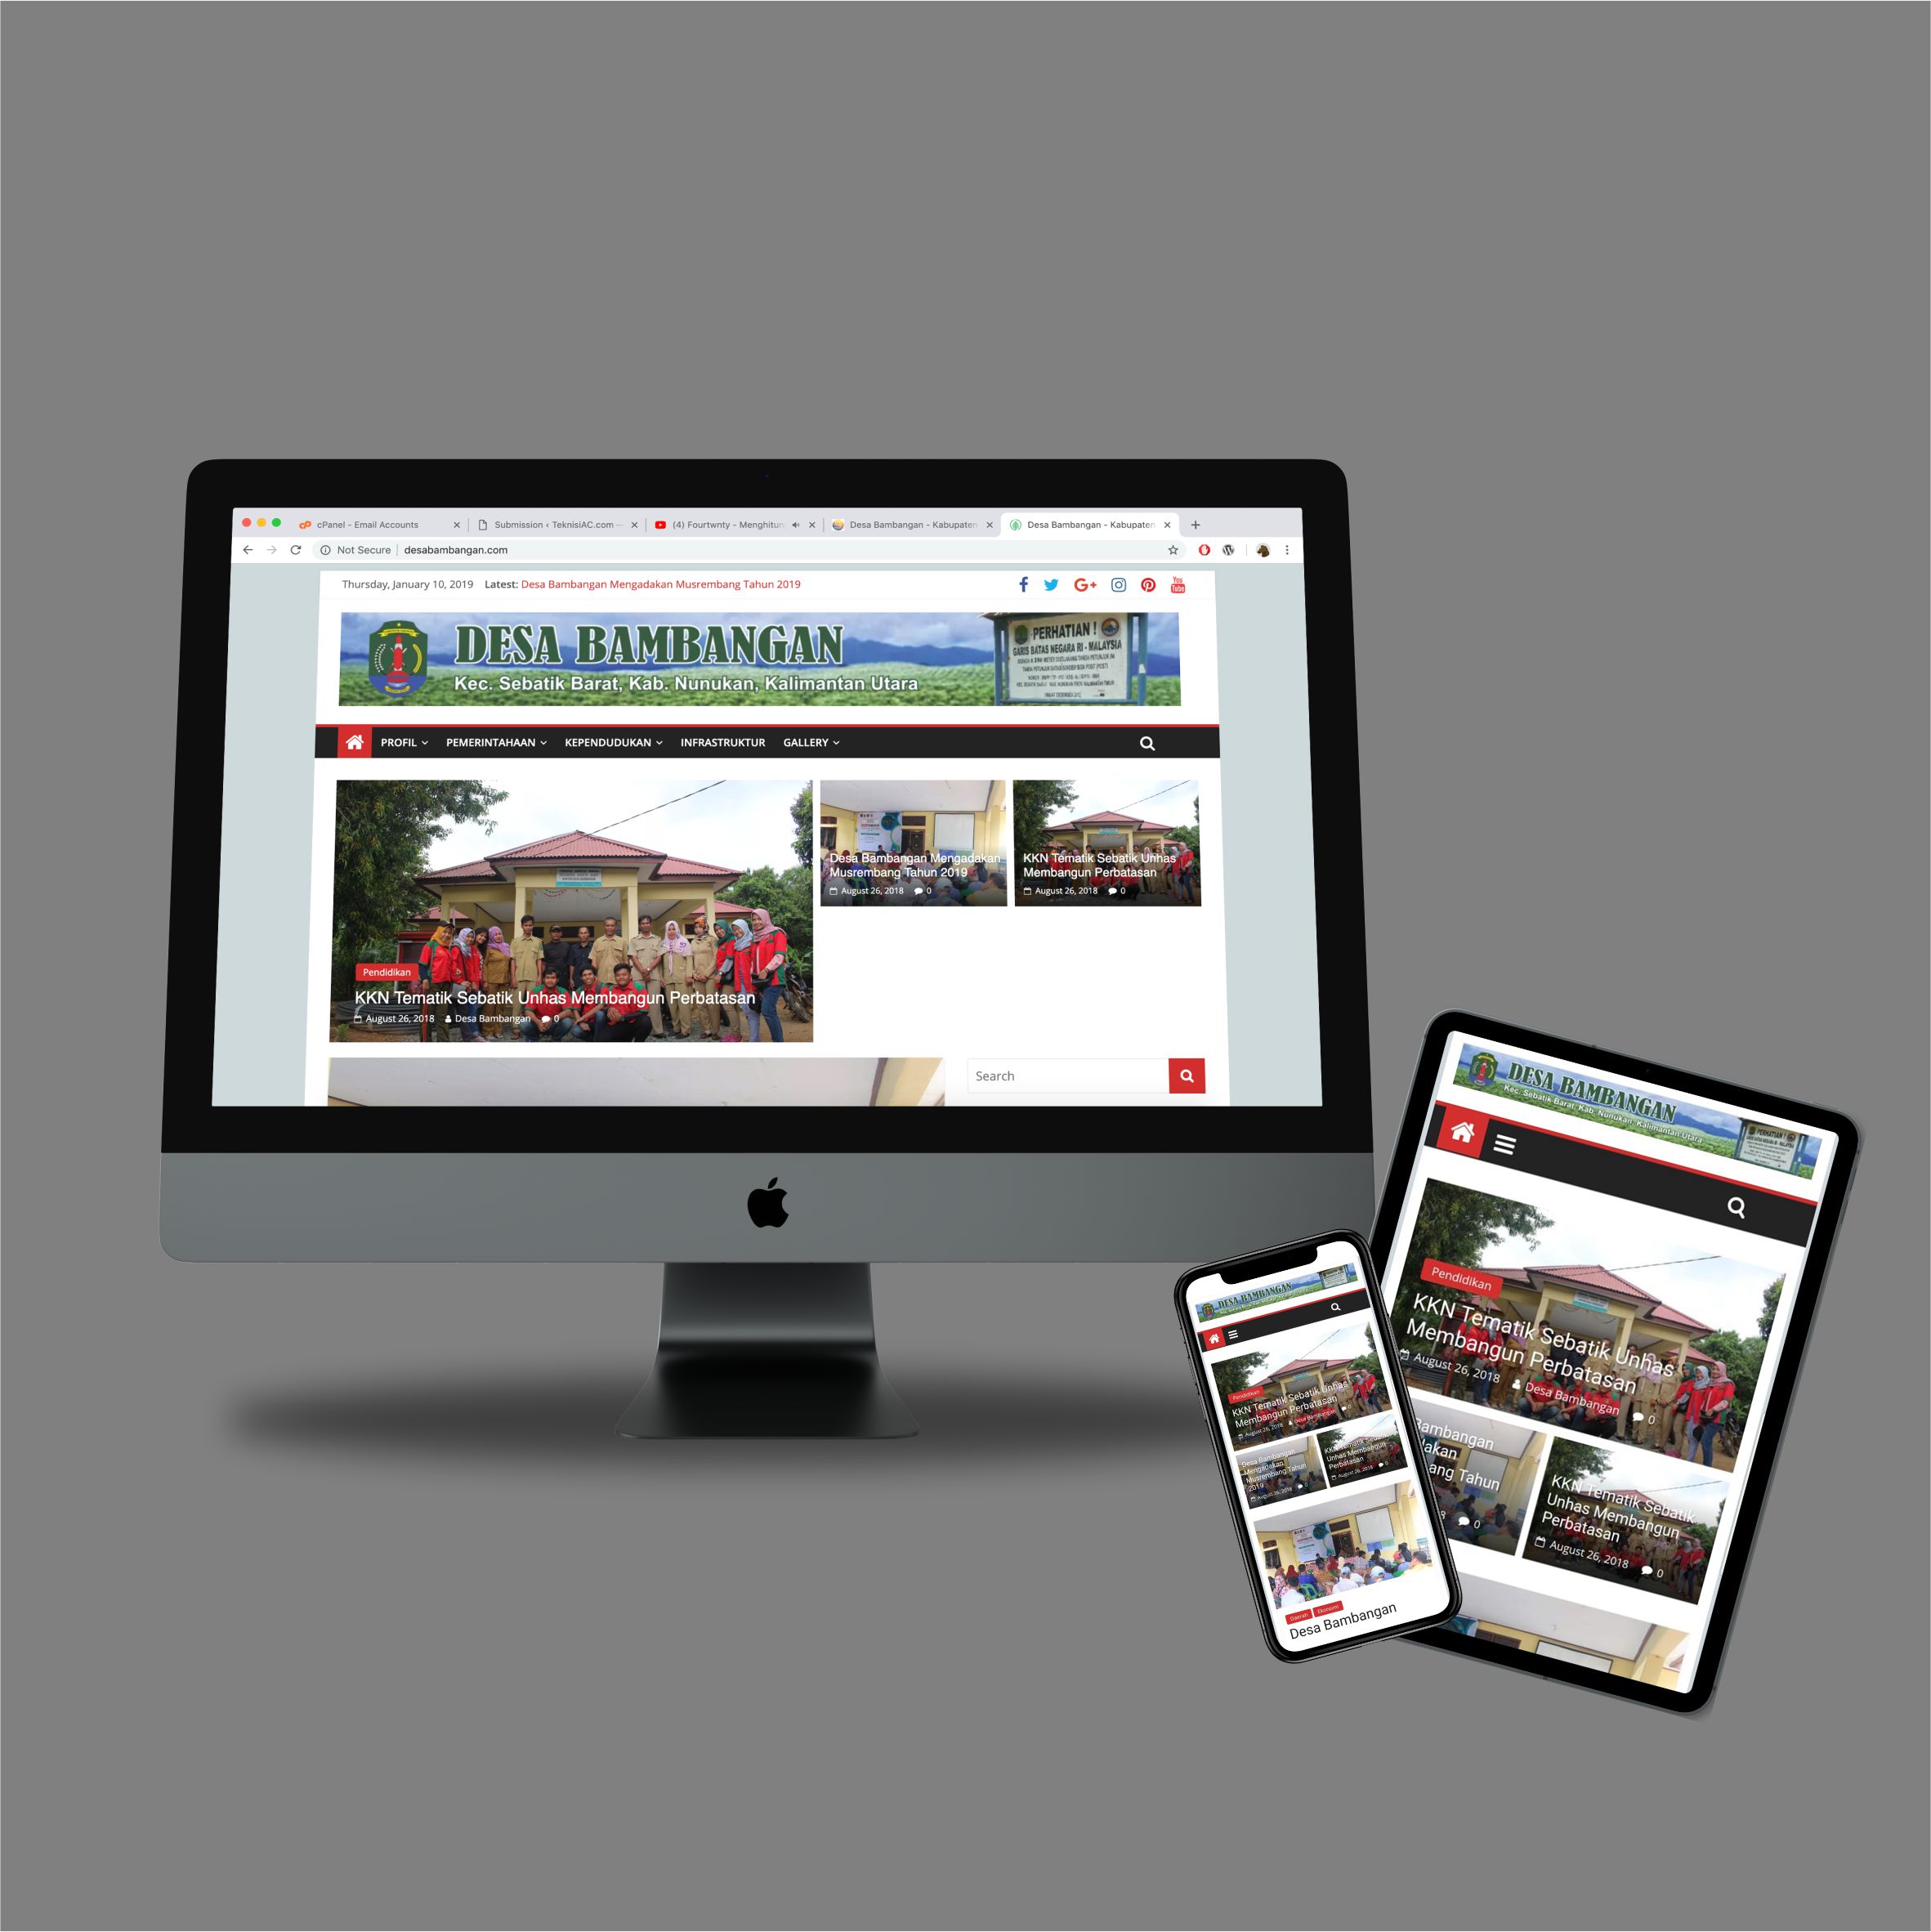 cPanel - Email Accounts
Submission ‹ TeknisiAC.com —
(4) Fourtwnty - Menghitun
Desa Bambangan - Kabupaten
Desa Bambangan - Kabupaten
Not Secure
desabambangan.com
Thursday, January 10, 2019
Latest: Desa Bambangan Mengadakan Musrembang Tahun 2019
You
Tube
DESA BAMBANGAN
Kec. Sebatik Barat, Kab. Nunukan, Kalimantan Utara
PERHATIAN !
GARIS BATAS NEGARA RI - MALAYSIA
PROFIL
PEMERINTAHAAN
KEPENDUDUKAN
INFRASTRUKTUR
GALLERY
Pendidikan
KKN Tematik Sebatik Unhas Membangun Perbatasan
August 26, 2018
Desa Bambangan
0
Desa Bambangan Mengadakan
Musrembang Tahun 2019
August 26, 2018
0
KKN Tematik Sebatik Unhas
Membangun Perbatasan
August 26, 2018
0
Search
DESA BAMBANGAN
Pendidikan
KKN Tematik Sebatik Unhas
Membangun Perbatasan
August 26, 2018
Desa Bambangan
0
Desa Bambangan
Mengadakan
Musrembang Tahun
2019
August 26, 2018
0
KKN Tematik Sebatik
Unhas Membangun
Perbatasan
August 26, 2018
0
Daerah
Ekonomi
Desa Bambangan
DESA BAMBANGAN
Kec. Sebatik Barat, Kab. Nunukan, Kalimantan Utara
PERHATIAN !
Pendidikan
KKN Tematik Sebatik Unhas
Membangun Perbatasan
August 26, 2018
Desa Bambangan
0
Bambangan
akan
ang Tahun
8
0
KKN Tematik Sebatik
Unhas Membangun
Perbatasan
August 26, 2018
0